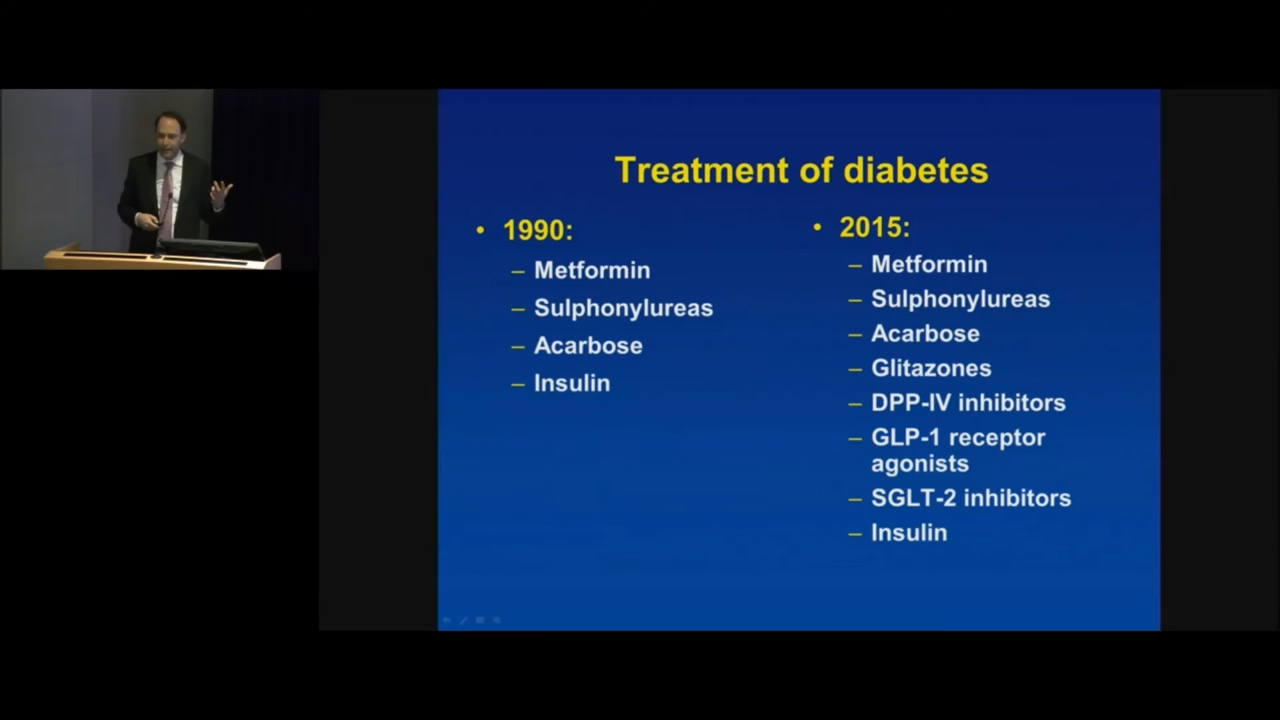 Treatment of diabetes
• 1990:
– Metformin
– Sulphonylureas
– Acarbose
– Insulin
• 2015:
– Metformin
– Sulphonylureas
– Acarbose
– Glitazones
– DPP-IV inhibitors
– GLP-1 receptor
agonists
– SGLT-2 inhibitors
– Insulin